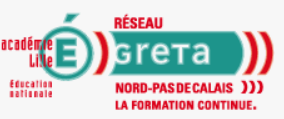 RÉSEAU
académie
Lille
É
GRETA
Éducation
nationale
NORD-PAS DE CALAIS
LA FORMATION CONTINUE.